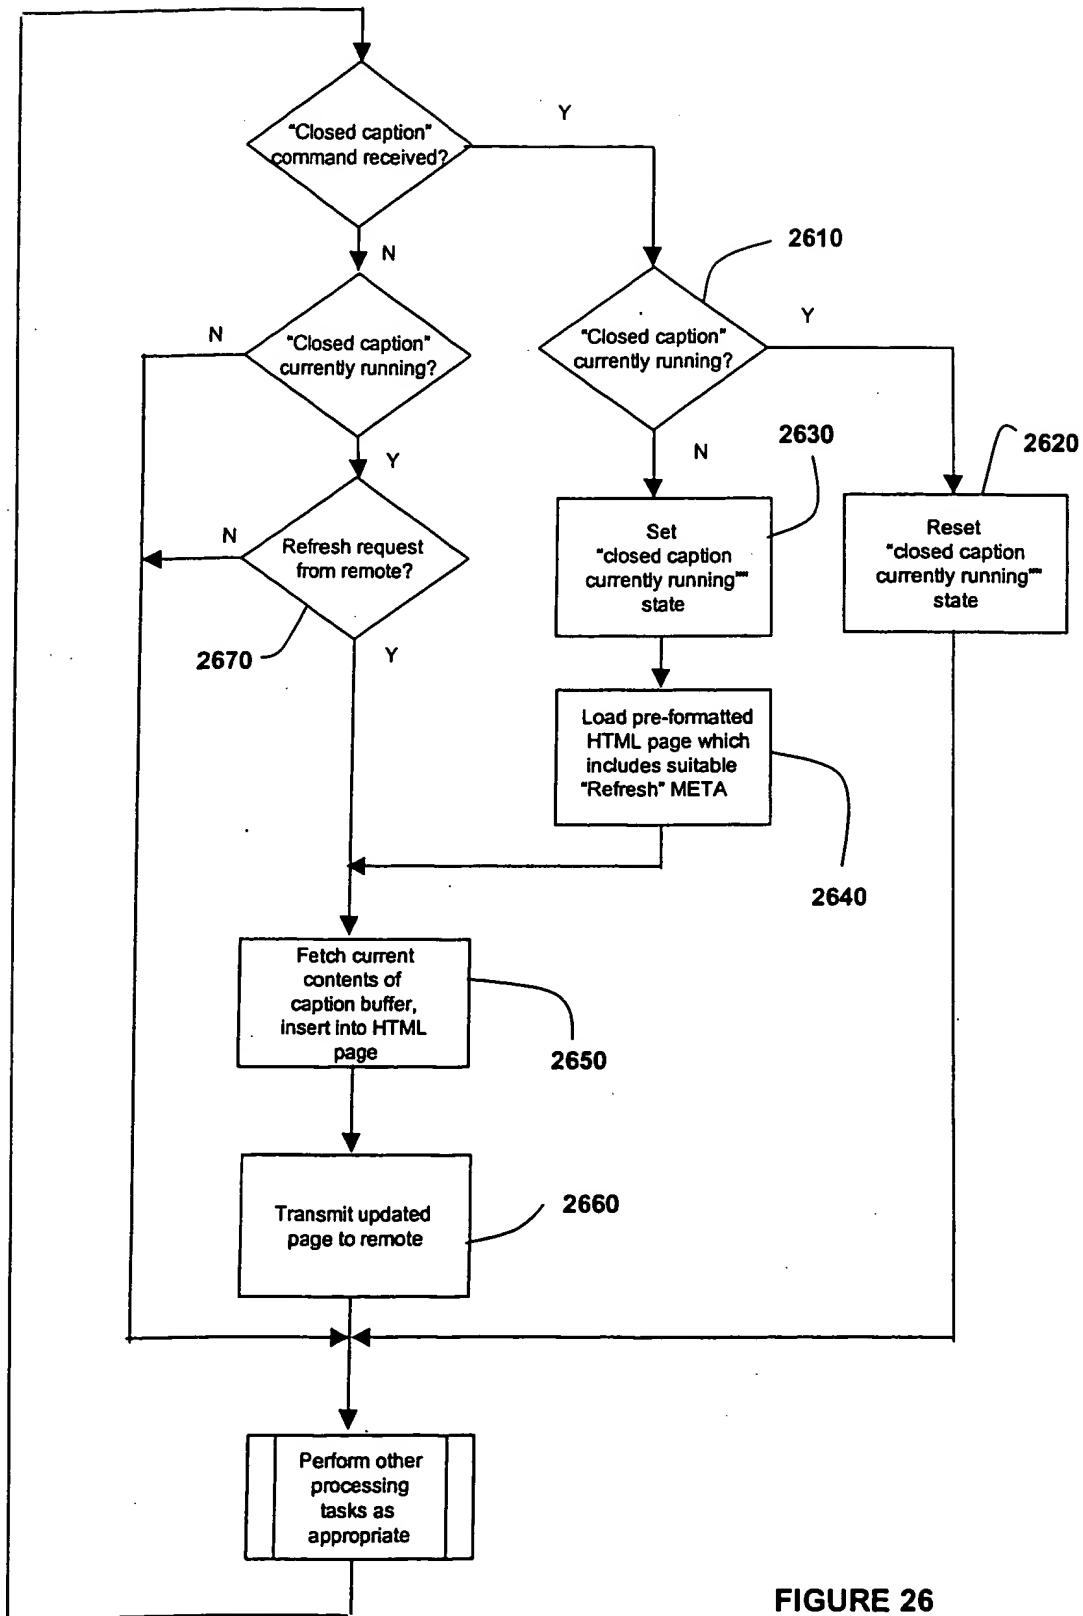 "Closed caption"
command received?
Y
N
2610
"Closed caption"
currently running?
N
"Closed caption"
currently running?
Y
Y
N
2630
2620
Refresh request
from remote?
N
2670
Y
Set
"closed caption
currently running""
state
Reset
"closed caption
currently running""
state
Load pre-formatted
HTML page which
includes suitable
"Refresh" META
2640
Fetch current
contents of
caption buffer,
insert into HTML
page
2650
Transmit updated
page to remote
2660
Perform other
processing
tasks as
appropriate
FIGURE 26